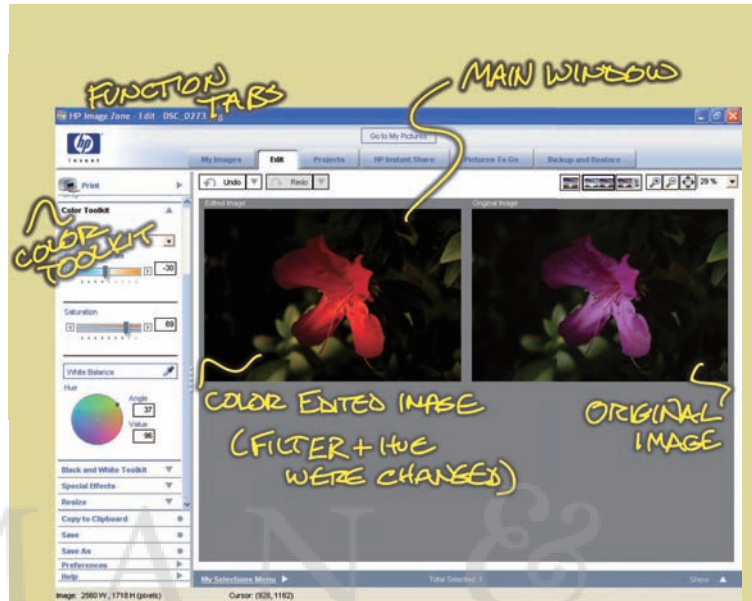 FUNCTION
TABS
MAIN WINDOW
HP Image Zone - Edit - DSC_0273
hp
invent
Go to My Pictures
My Images
Edit
Projects
HP Instant Share
Pictures To Go
Backup and Restore
Print
Undo
Redo
29 %
Color Toolkit
Edited Image
Original Image
COLOR
TOOLKIT
-30
Saturation
69
White Balance
Hue
Angle
37
Value
96
COLOR EDITED IMAGE
(FILTER + HUE
WERE CHANGED)
ORIGINAL
IMAGE
Black and White Toolkit
Special Effects
Resize
Copy to Clipboard
Save
Save As
Preferences
Help
My Selections Menu
Total Selected: 1
Show
Image: 2560 W , 1718 H (pixels)
Cursor: (928, 1162)
MAN &